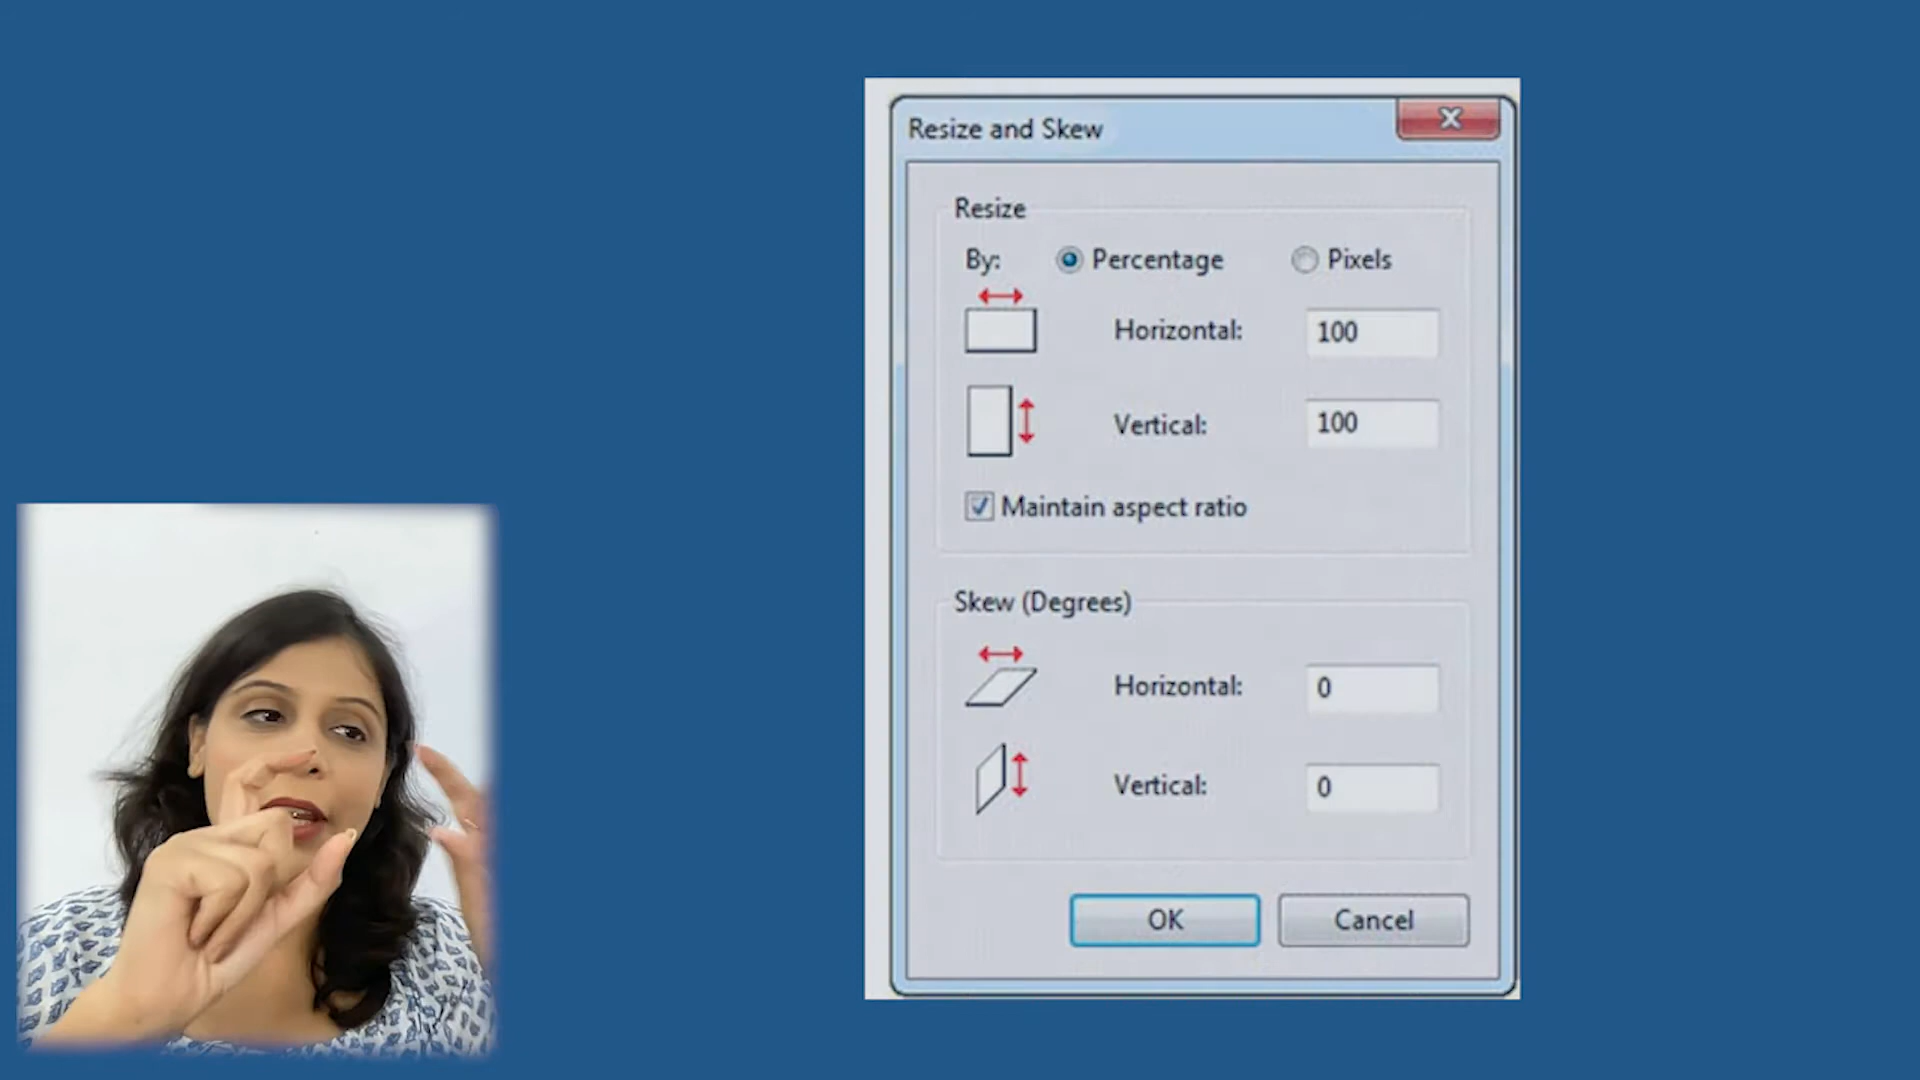 Resize and Skew
Resize
By: Percentage Pixels
Horizontal: 100
Vertical: 100
Maintain aspect ratio
Skew (Degrees)
Horizontal: 0
Vertical: 0
OK Cancel